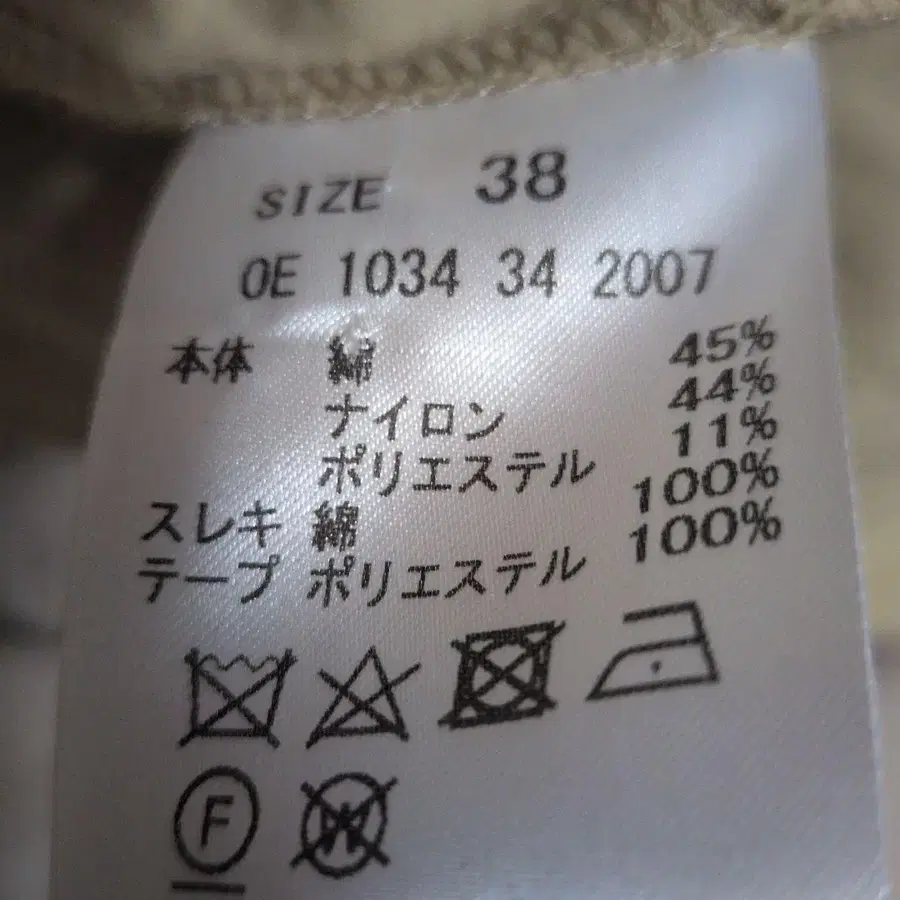 SIZE 38
OE 1034 34 2007
本体 綿 45%
ナイロン 44%
ポリエステル 11%
スレキ 綿 100%
テープ ポリエステル 100%
F
W